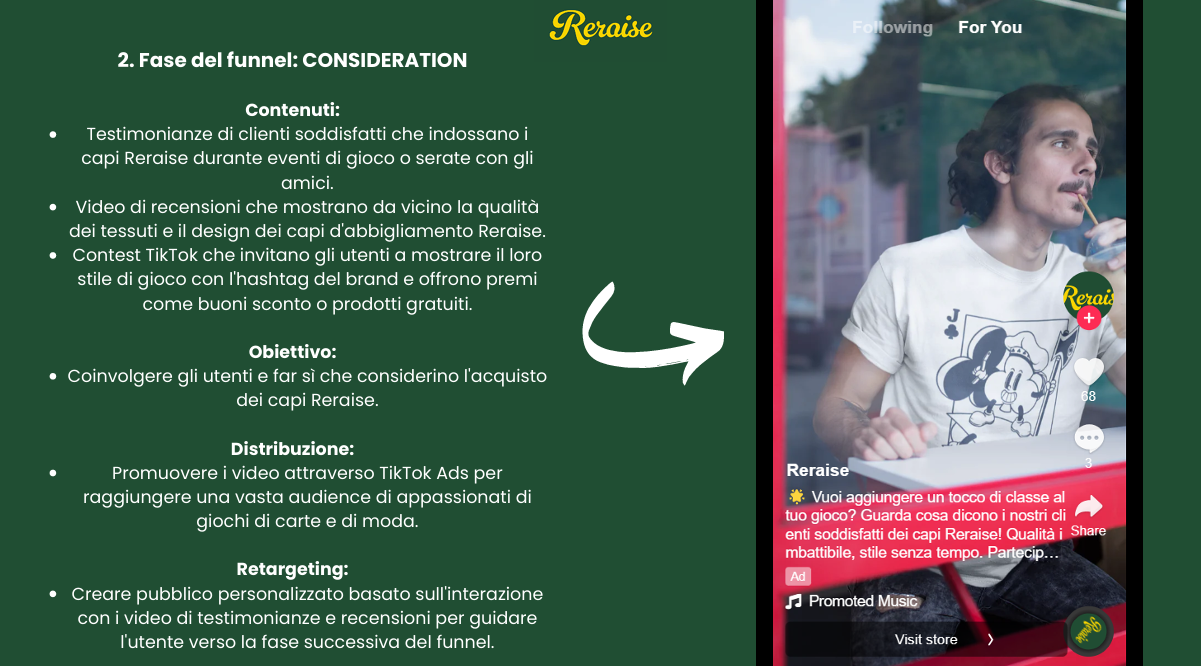 Reraise
2. Fase del funnel: CONSIDERATION
Contenuti:
Testimonianze di clienti soddisfatti che indossano i
capi Reraise durante eventi di gioco o serate con gli
amici.
Video di recensioni che mostrano da vicino la qualità
dei tessuti e il design dei capi d'abbigliamento Reraise.
Contest TikTok che invitano gli utenti a mostrare il loro
stile di gioco con l'hashtag del brand e offrono premi
come buoni sconto o prodotti gratuiti.
Obiettivo:
Coinvolgere gli utenti e far sì che considerino l'acquisto
dei capi Reraise.
Distribuzione:
Promuovere i video attraverso TikTok Ads per
raggiungere una vasta audience di appassionati di
giochi di carte e di moda.
Retargeting:
Creare pubblico personalizzato basato sull'interazione
con i video di testimonianze e recensioni per guidare
l'utente verso la fase successiva del funnel.
Following For You
J
Rerais
68
3
Share
Reraise
Vuoi aggiungere un tocco di classe al
tuo gioco? Guarda cosa dicono i nostri cli
enti soddisfatti dei capi Reraise! Qualità i
mbattibile, stile senza tempo. Partecip...
Ad
Promoted Music
Visit store
Reraise